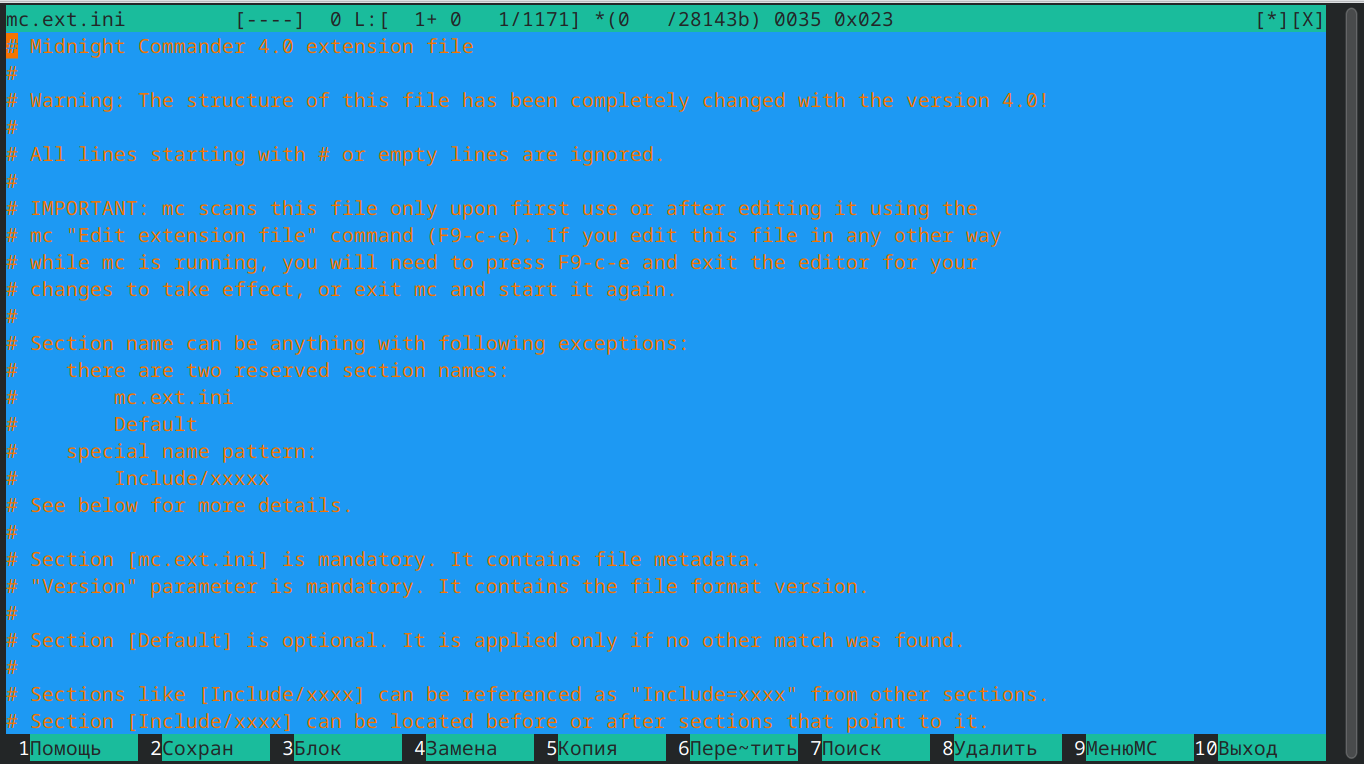 mc.ext.ini [----] 0 L:[ 1+ 0 1/1171] *(0 /28143b) 0035 0x023 [*][X]
# Midnight Commander 4.0 extension file
#
# Warning: The structure of this file has been completely changed with the version 4.0!
#
# All lines starting with # or empty lines are ignored.
#
# IMPORTANT: mc scans this file only upon first use or after editing it using the
# mc "Edit extension file" command (F9-c-e). If you edit this file in any other way
# while mc is running, you will need to press F9-c-e and exit the editor for your
# changes to take effect, or exit mc and start it again.
#
# Section name can be anything with following exceptions:
# there are two reserved section names:
# mc.ext.ini
# Default
# special name pattern:
# Include/xxxxx
# See below for more details.
#
# Section [mc.ext.ini] is mandatory. It contains file metadata.
# "Version" parameter is mandatory. It contains the file format version.
#
# Section [Default] is optional. It is applied only if no other match was found.
#
# Sections like [Include/xxxx] can be referenced as "Include=xxxx" from other sections.
# Section [Include/xxxx] can be located before or after sections that point to it.
1Помощь 2Сохран 3Блок 4Замена 5Копия 6Пере~тить 7Поиск 8Удалить 9МенюMC 10Выход